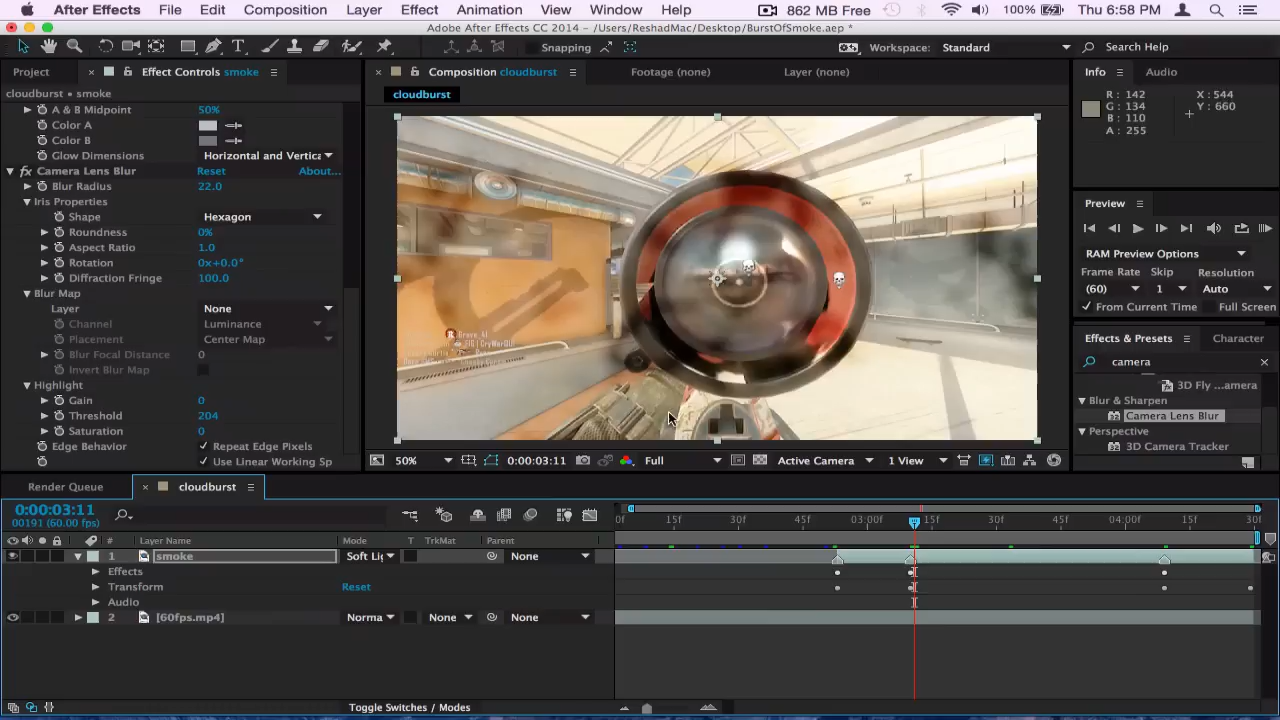 After Effects File Edit Composition Layer Effect Animation View Window Help 862 MB Free 100% Thu 6:58 PM
Adobe After Effects CC 2014 - /Users/ReshadMac/Desktop/BurstOfSmoke.aep *
Snapping Workspace: Standard Search Help
Project Effect Controls smoke
cloudburst • smoke
A & B Midpoint 50%
Color A
Color B
Glow Dimensions Horizontal and Vertica
fx Camera Lens Blur Reset About...
Blur Radius 22.0
Iris Properties
Shape Hexagon
Roundness 0%
Aspect Ratio 1.0
Rotation 0x+0.0°
Diffraction Fringe 100.0
Blur Map
Layer None
Channel Luminance
Placement Center Map
Blur Focal Distance 0
Invert Blur Map
Highlight
Gain 0
Threshold 204
Saturation 0
Edge Behavior Repeat Edge Pixels
Use Linear Working Sp
Composition cloudburst Footage (none) Layer (none)
cloudburst
50% 0:00:03:11 Full Active Camera 1 View
Info Audio
R: 142 X: 544
G: 134 Y: 660
B: 110
A: 255
Preview
RAM Preview Options
Frame Rate Skip Resolution
(60) 1 Auto
From Current Time Full Screen
Effects & Presets Character
camera
3D Fly ...amera
Blur & Sharpen
Camera Lens Blur
Perspective
3D Camera Tracker
Render Queue cloudburst
0:00:03:11
00191 (60.00 fps)
0f 15f 30f 45f 03:00f 15f 30f 45f 04:00f 15f 30f
# Layer Name Mode T TrkMat Parent
1 smoke Soft Li None
Effects
Transform Reset
Audio
2 [60fps.mp4] Norma None None
Toggle Switches / Modes